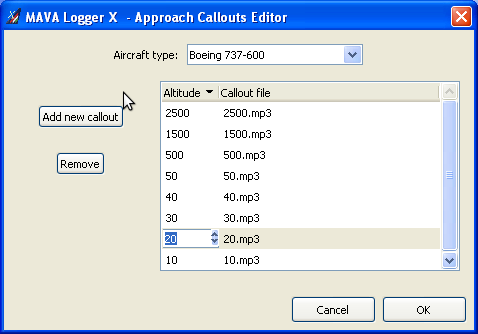 MAVA Logger X - Approach Callouts Editor
Aircraft type: Boeing 737-600
Altitude Callout file
Add new callout
Remove
2500 2500.mp3
1500 1500.mp3
500 500.mp3
50 50.mp3
40 40.mp3
30 30.mp3
20 20.mp3
10 10.mp3
Cancel OK